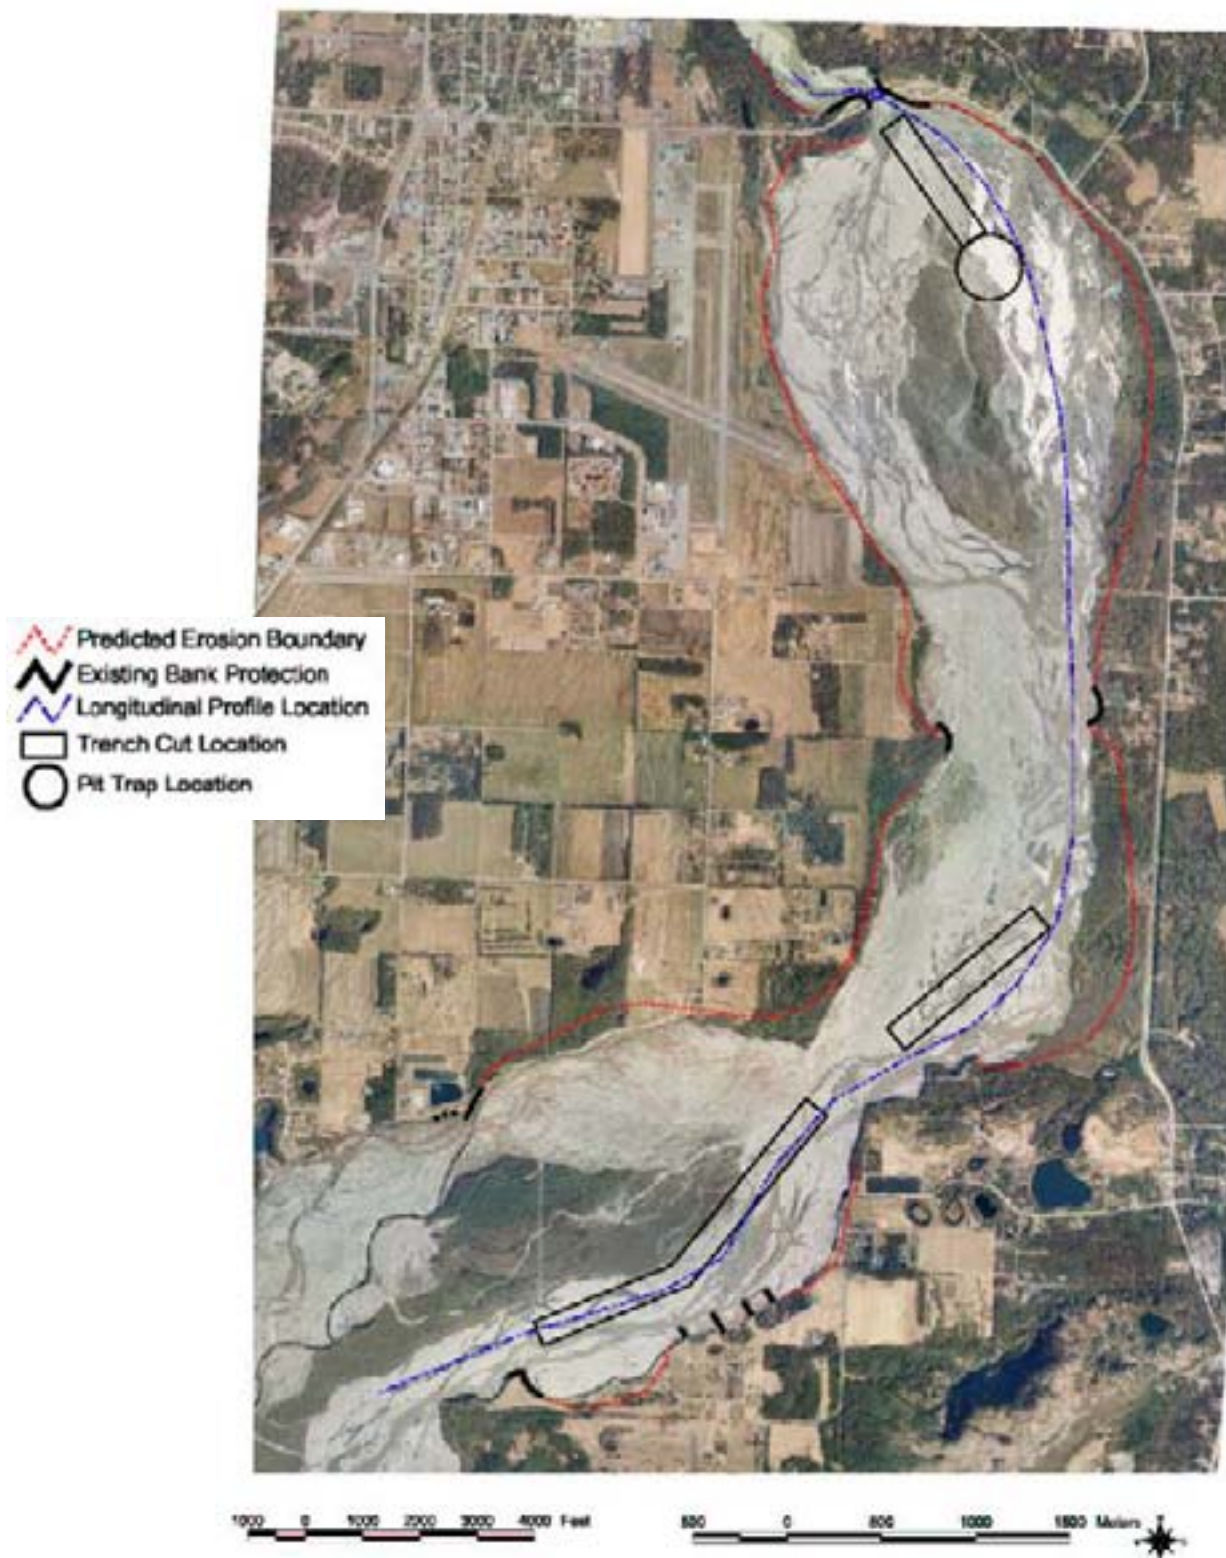 Predicted Erosion Boundary
Existing Bank Protection
Longitudinal Profile Location
Trench Cut Location
Pit Trap Location
1000 0 1000 2000 3000 4000 Feet
500 0 500 1000 1500 Meters